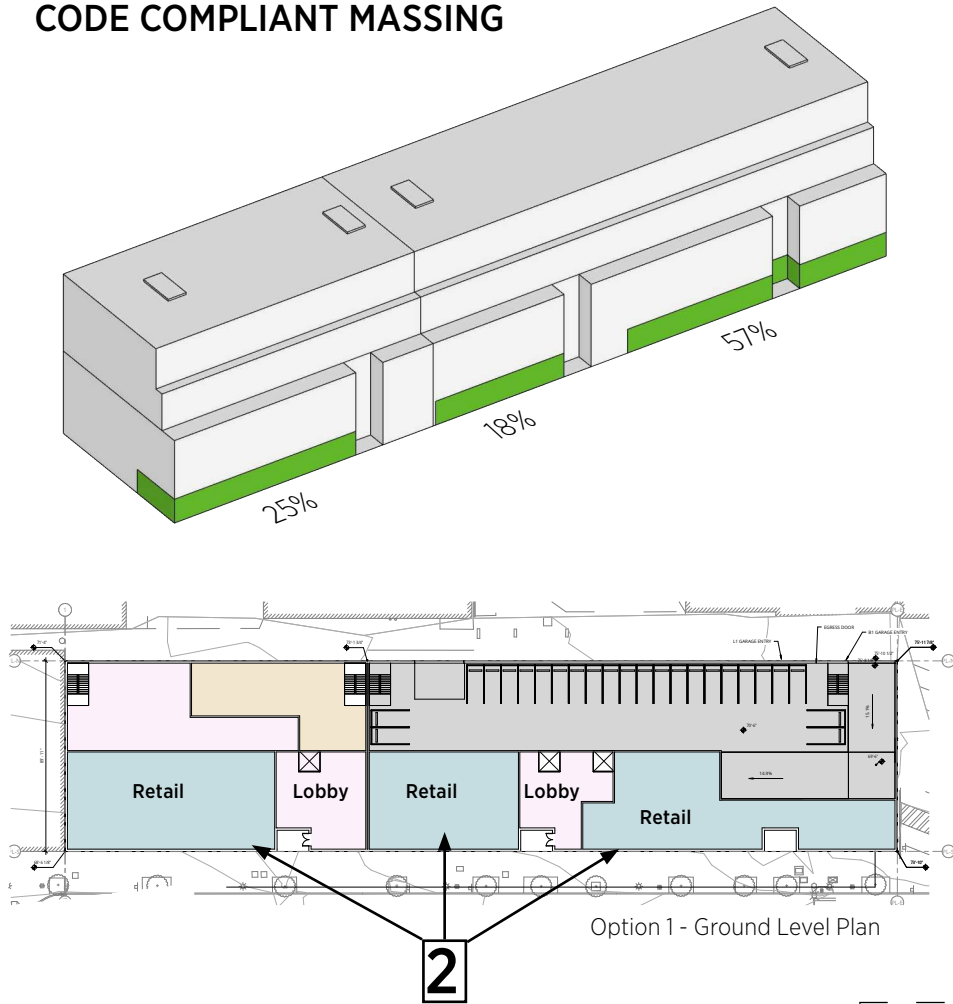 CODE COMPLIANT MASSING
57%
18%
25%
EGRESS DOOR
L1 GARAGE ENTRY
B1 GARAGE ENTRY
Retail
Lobby
Retail
Lobby
Retail
14.9%
Option 1 - Ground Level Plan
2